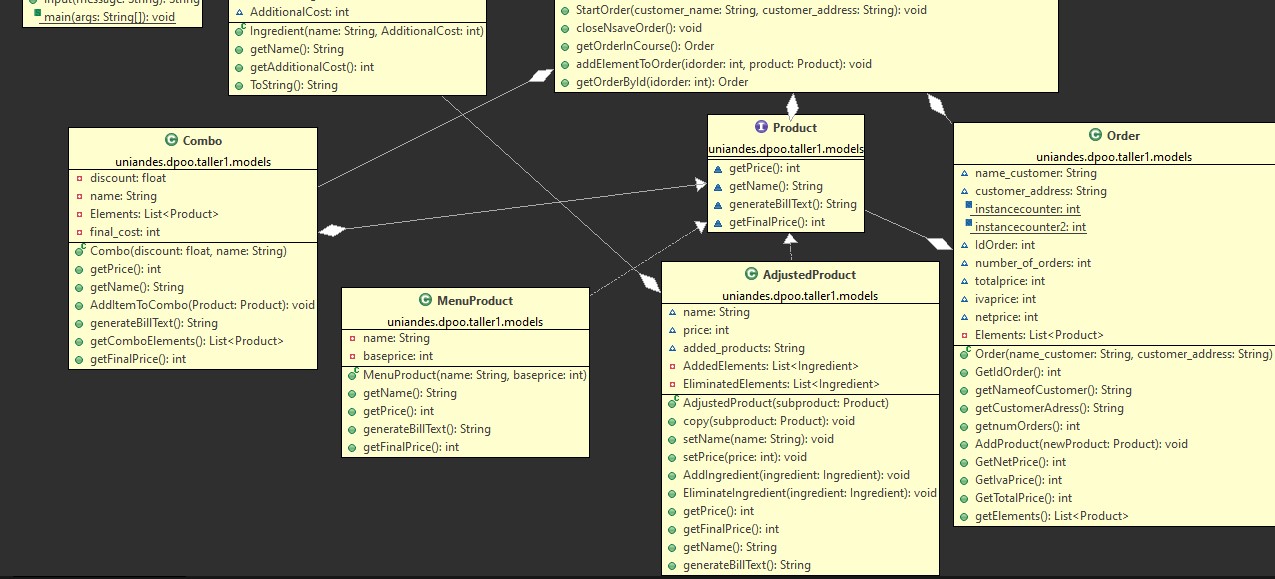 input(message: String): String
main(args: String[]): void
AdditionalCost: int
Ingredient(name: String, AdditionalCost: int)
getName(): String
getAdditionalCost(): int
ToString(): String
StartOrder(customer_name: String, customer_address: String): void
closeNsaveOrder(): void
getOrderInCourse(): Order
addElementToOrder(idorder: int, product: Product): void
getOrderById(idorder: int): Order
Combo
uniandes.dpoo.taller1.models
discount: float
name: String
Elements: List<Product>
final_cost: int
Combo(discount: float, name: String)
getPrice(): int
getName(): String
AddItemToCombo(Product: Product): void
generateBillText(): String
getComboElements(): List<Product>
getFinalPrice(): int
Product
uniandes.dpoo.taller1.models
getPrice(): int
getName(): String
generateBillText(): String
getFinalPrice(): int
MenuProduct
uniandes.dpoo.taller1.models
name: String
baseprice: int
MenuProduct(name: String, baseprice: int)
getName(): String
getPrice(): int
generateBillText(): String
getFinalPrice(): int
AdjustedProduct
uniandes.dpoo.taller1.models
name: String
price: int
added_products: String
AddedElements: List<Ingredient>
EliminatedElements: List<Ingredient>
AdjustedProduct(subproduct: Product)
copy(subproduct: Product): void
setName(name: String): void
setPrice(price: int): void
AddIngredient(ingredient: Ingredient): void
EliminateIngredient(ingredient: Ingredient): void
getPrice(): int
getFinalPrice(): int
getName(): String
generateBillText(): String
Order
uniandes.dpoo.taller1.models
name_customer: String
customer_address: String
instancecounter: int
instancecounter2: int
IdOrder: int
number_of_orders: int
totalprice: int
ivaprice: int
netprice: int
Elements: List<Product>
Order(name_customer: String, customer_address: String)
GetIdOrder(): int
getNameofCustomer(): String
getCustomerAdress(): String
getnumOrders(): int
AddProduct(newProduct: Product): void
GetNetPrice(): int
GetIvaPrice(): int
GetTotalPrice(): int
getElements(): List<Product>